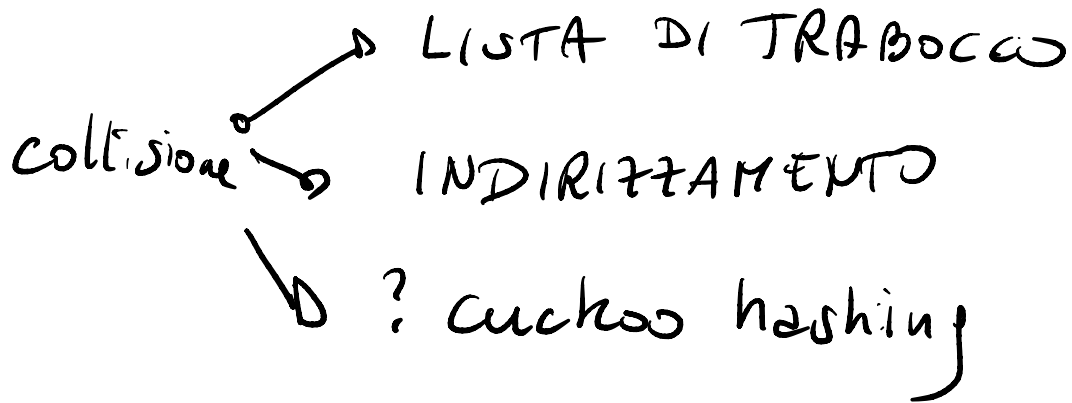 LISTA DI TRABOCCO
collisione
INDIRIZZAMENTO
? cuckoo hashing